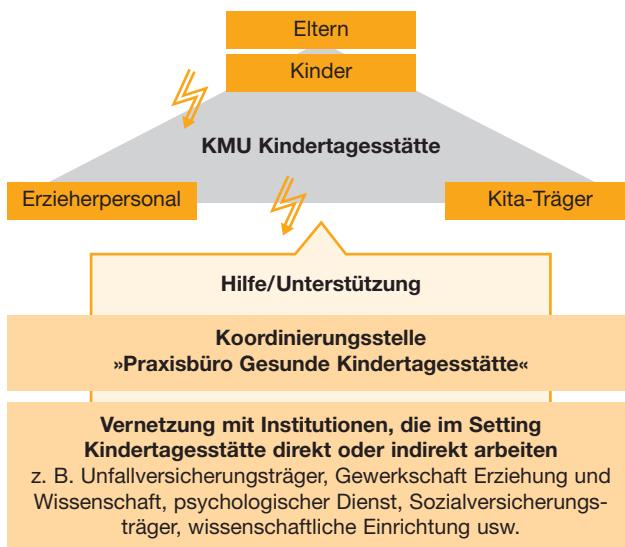 Eltern
Kinder
KMU Kindertagesstätte
Erzieherpersonal
Kita-Träger
Hilfe/Unterstützung
Koordinierungsstelle
»Praxisbüro Gesunde Kindertagesstätte«
Vernetzung mit Institutionen, die im Setting
Kindertagesstätte direkt oder indirekt arbeiten
z. B. Unfallversicherungsträger, Gewerkschaft Erziehung und
Wissenschaft, psychologischer Dienst, Sozialversicherungs-
träger, wissenschaftliche Einrichtung usw.